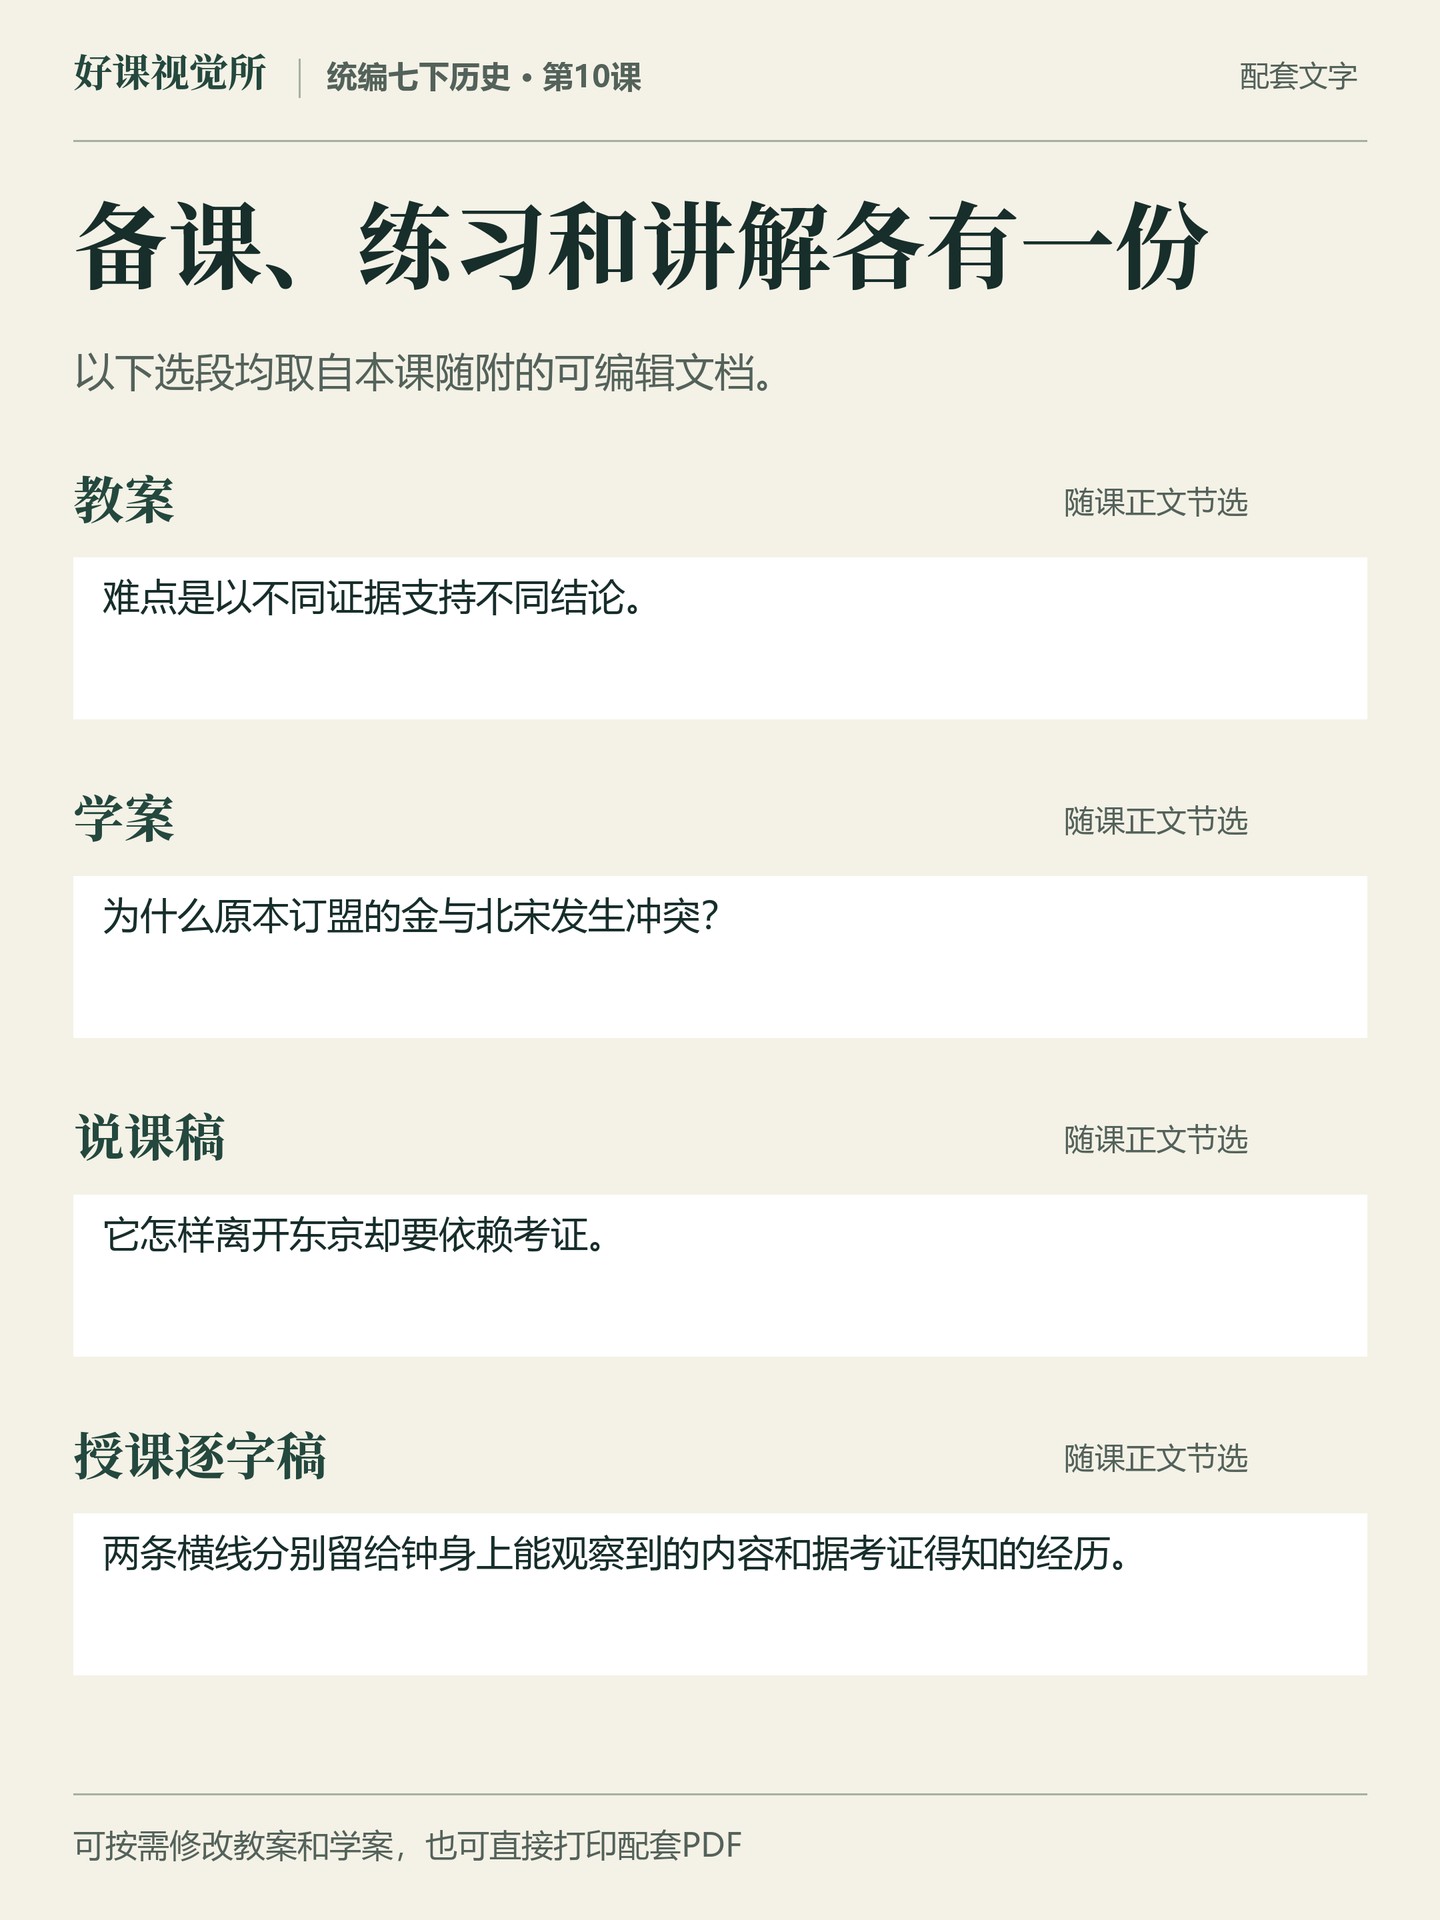 好课视觉所 统编七下历史·第10课 配套文字
备课、练习和讲解各有一份
以下选段均取自本课随附的可编辑文档。
教案 随课正文节选
难点是以不同证据支持不同结论。
学案 随课正文节选
为什么原本订盟的金与北宋发生冲突？
说课稿 随课正文节选
它怎样离开东京却要依赖考证。
授课逐字稿 随课正文节选
两条横线分别留给钟身上能观察到的内容和据考证得知的经历。
可按需修改教案和学案，也可直接打印配套PDF